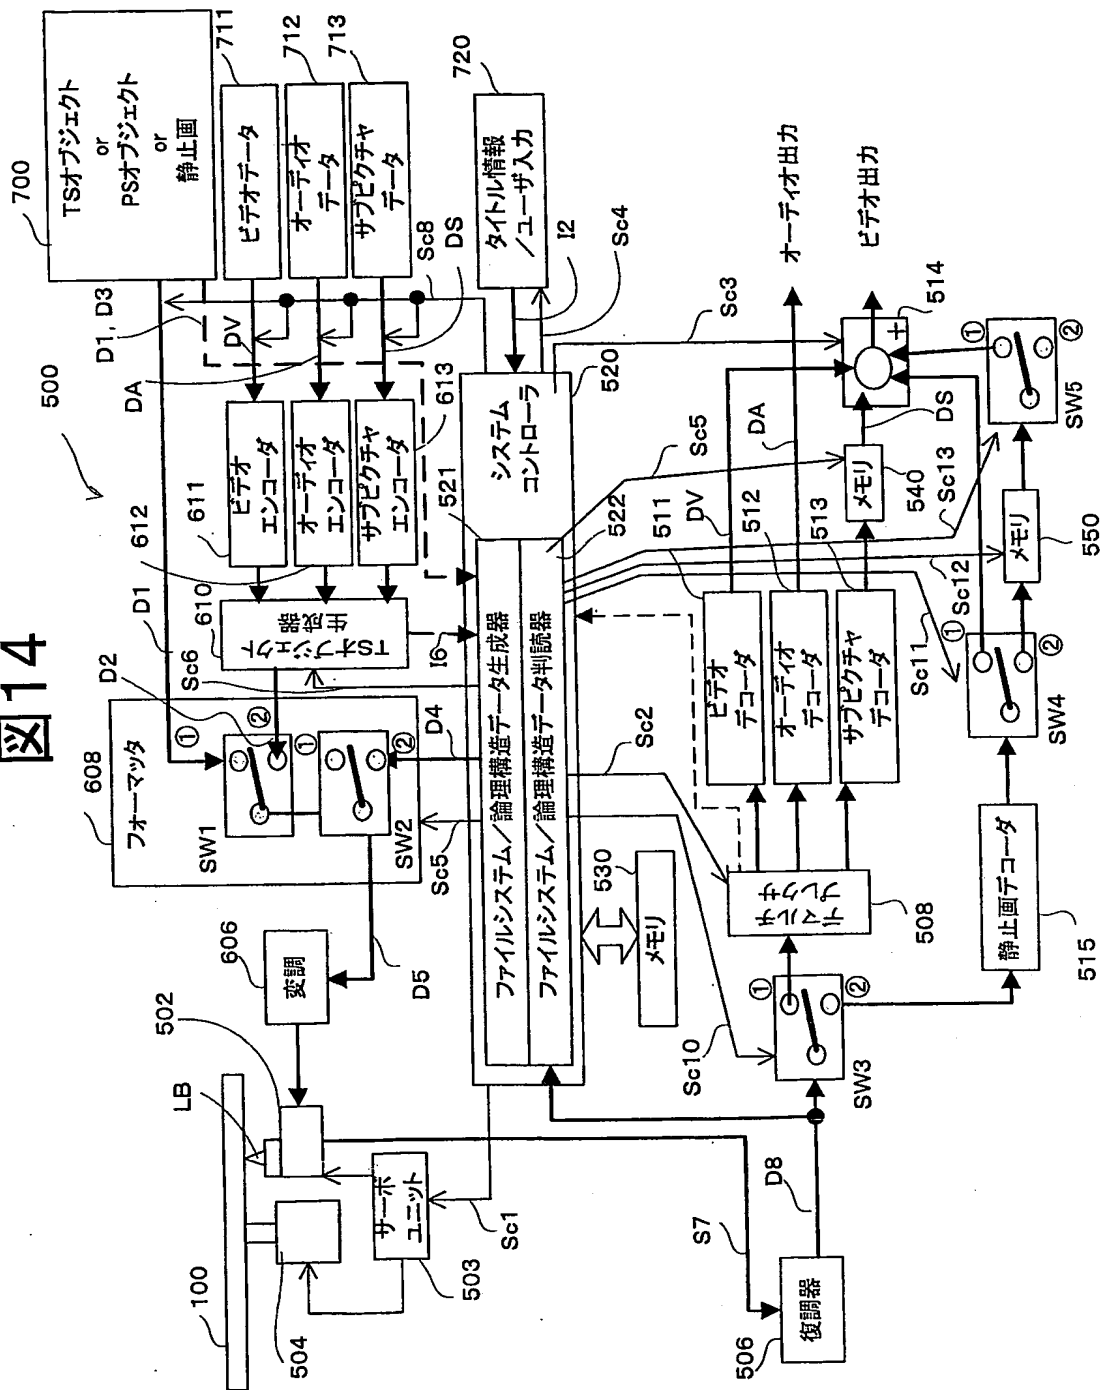 図14
700
TSオブジェクト
or
PSオブジェクト
or
静止画
711
ビデオデータ
712
オーディオ
データ
713
サブピクチャ
データ
720
タイトル情報
/ユーザ入力
500
D1, D3
DV
DA
DS
Sc8
I2
Sc4
D1
612
611
613
ビデオ
エンコーダ
オーディオ
エンコーダ
サブピクチャ
エンコーダ
610
TSオブジェクト
生成器
I6
Sc6
D2
608
フォーマッタ
①
②
SW1
①
②
SW2
D4
Sc5
D5
606
変調
502
LB
100
504
サーボ
ユニット
503
Sc1
S7
D8
復調器
506
520
システム
コントローラ
521
ファイルシステム/論理構造データ生成器
522
ファイルシステム/論理構造データ判読器
530
メモリ
Sc2
Sc10
①
②
SW3
デマルチ
プレクサ
508
511
ビデオ
デコーダ
512
オーディオ
デコーダ
513
サブピクチャ
デコーダ
DV
DA
Sc5
Sc3
メモリ
540
DS
514
+
オーディオ出力
ビデオ出力
静止画デコーダ
515
①
②
SW4
Sc11
Sc12
Sc13
メモリ
550
①
②
SW5